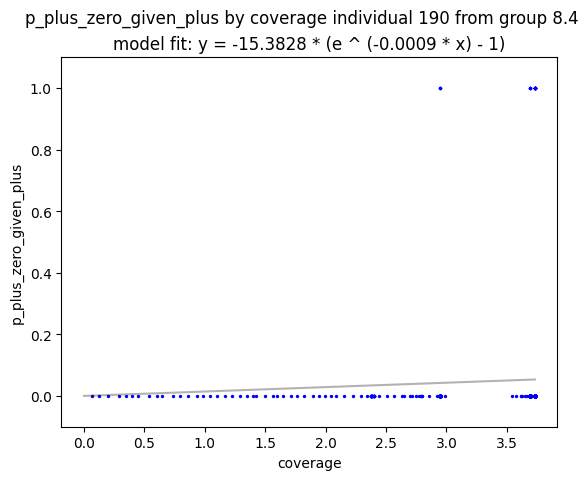 p_plus_zero_given_plus by coverage individual 190 from group 8.4
model fit: y = -15.3828 * (e ^ (-0.0009 * x) - 1)
1.0
0.8
0.6
0.4
0.2
0.0
p_plus_zero_given_plus
0.0 0.5 1.0 1.5 2.0 2.5 3.0 3.5
coverage